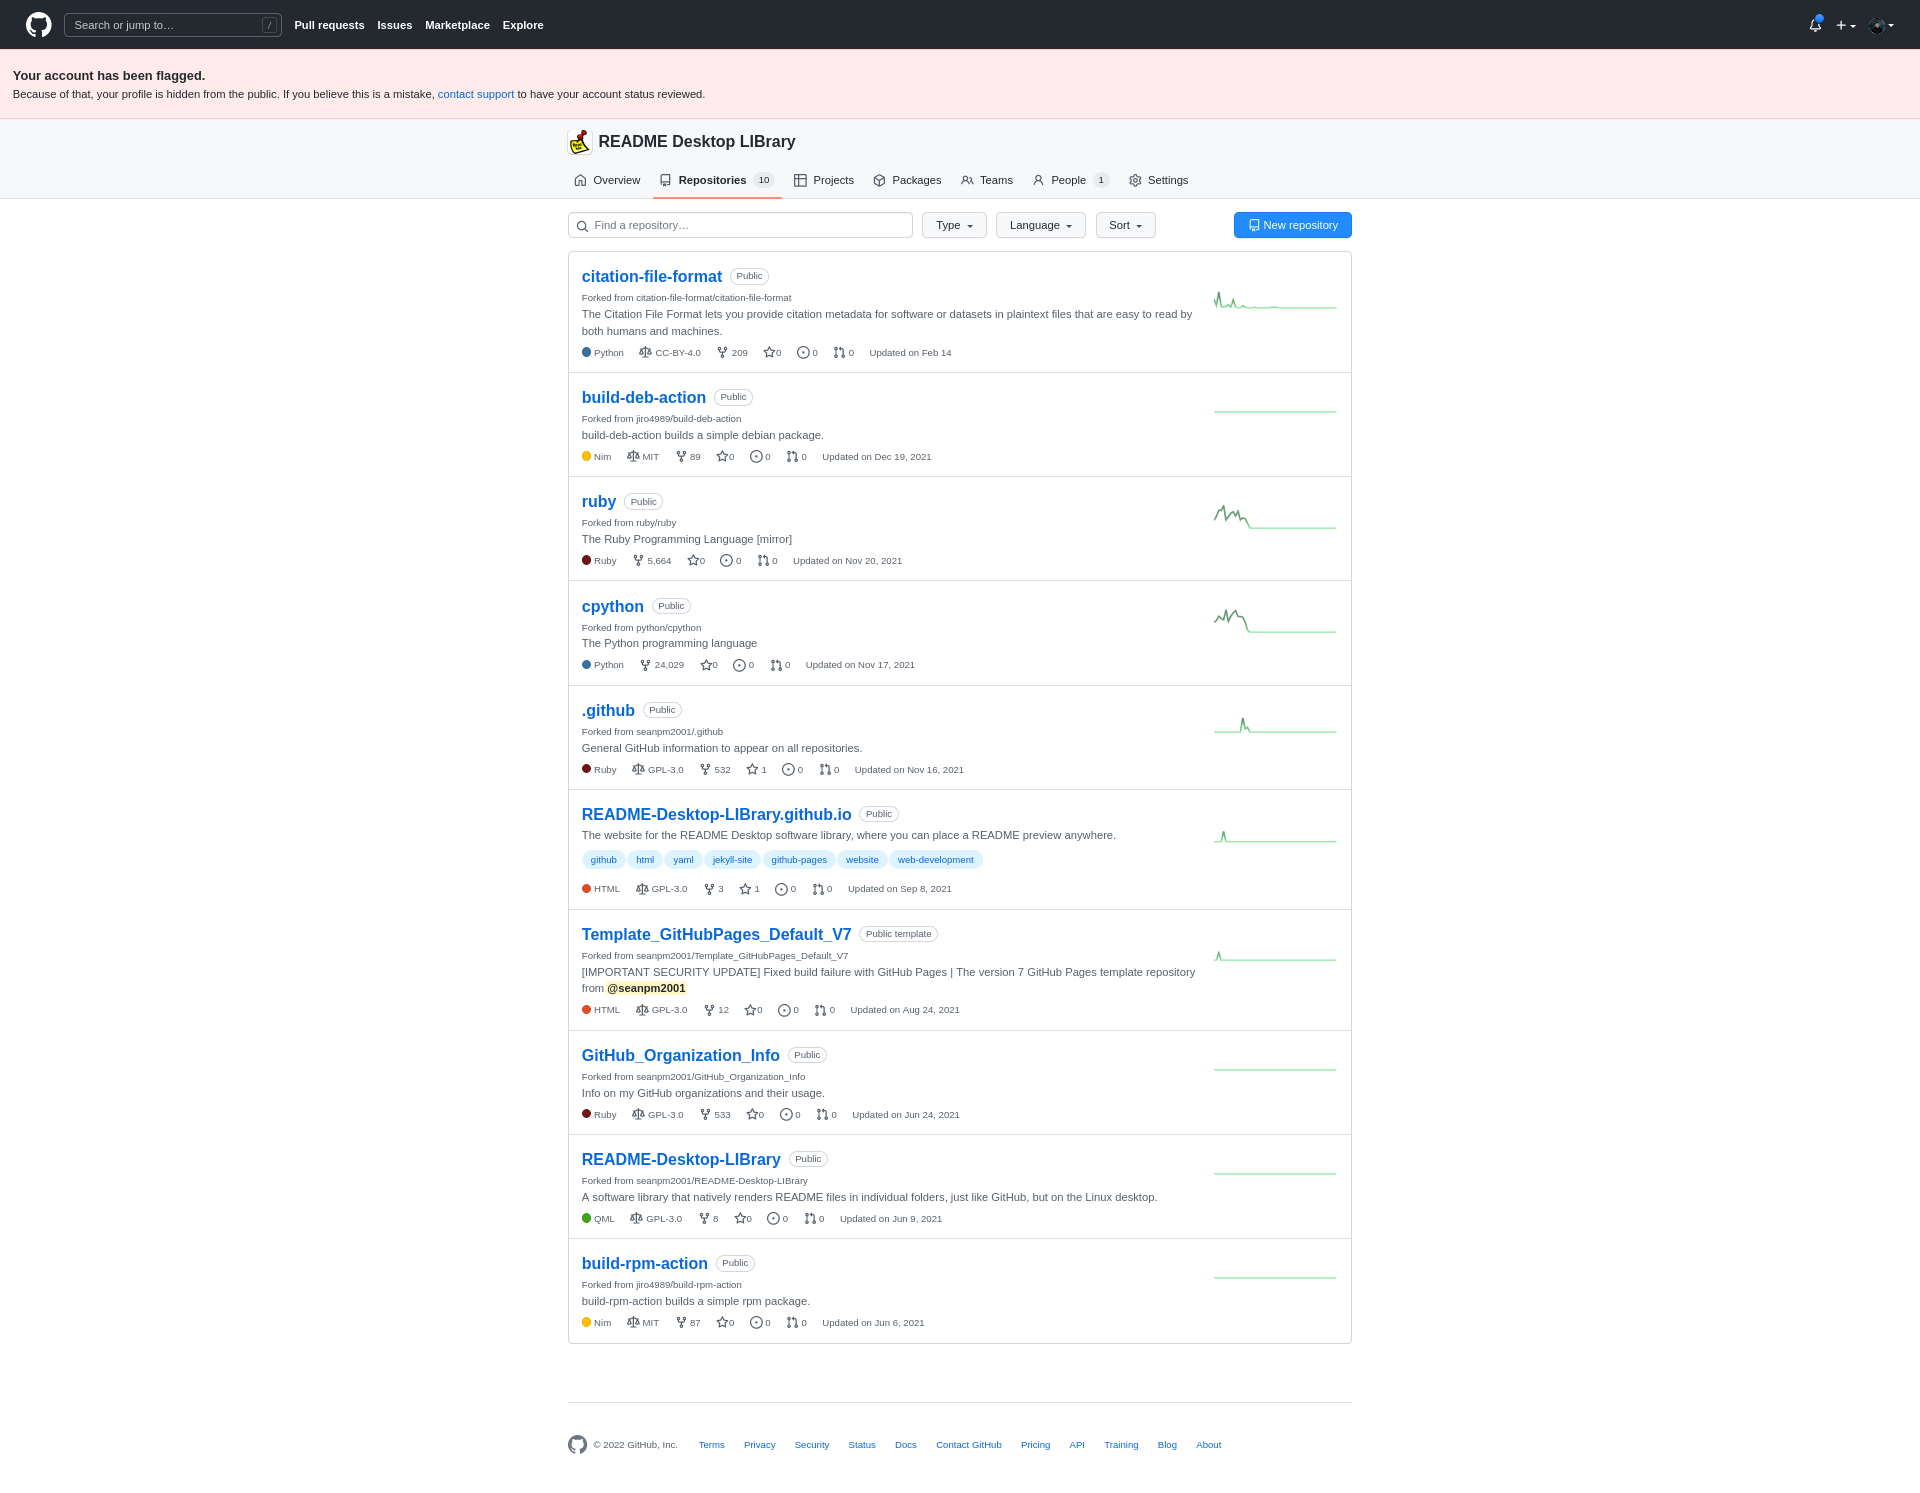 Search or jump to…
/
Pull requests
Issues
Marketplace
Explore
Your account has been flagged.
Because of that, your profile is hidden from the public. If you believe this is a mistake, contact support to have your account status reviewed.
README Desktop LIBrary
Overview
Repositories 10
Projects
Packages
Teams
People 1
Settings
Find a repository…
Type
Language
Sort
New repository
citation-file-format Public
Forked from citation-file-format/citation-file-format
The Citation File Format lets you provide citation metadata for software or datasets in plaintext files that are easy to read by
both humans and machines.
Python CC-BY-4.0 209 0 0 0 Updated on Feb 14
build-deb-action Public
Forked from jiro4989/build-deb-action
build-deb-action builds a simple debian package.
Nim MIT 89 0 0 0 Updated on Dec 19, 2021
ruby Public
Forked from ruby/ruby
The Ruby Programming Language [mirror]
Ruby 5,664 0 0 0 Updated on Nov 20, 2021
cpython Public
Forked from python/cpython
The Python programming language
Python 24,029 0 0 0 Updated on Nov 17, 2021
.github Public
Forked from seanpm2001/.github
General GitHub information to appear on all repositories.
Ruby GPL-3.0 532 1 0 0 Updated on Nov 16, 2021
README-Desktop-LIBrary.github.io Public
The website for the README Desktop software library, where you can place a README preview anywhere.
github html yaml jekyll-site github-pages website web-development
HTML GPL-3.0 3 1 0 0 Updated on Sep 8, 2021
Template_GitHubPages_Default_V7 Public template
Forked from seanpm2001/Template_GitHubPages_Default_V7
[IMPORTANT SECURITY UPDATE] Fixed build failure with GitHub Pages | The version 7 GitHub Pages template repository
from @seanpm2001
HTML GPL-3.0 12 0 0 0 Updated on Aug 24, 2021
GitHub_Organization_Info Public
Forked from seanpm2001/GitHub_Organization_Info
Info on my GitHub organizations and their usage.
Ruby GPL-3.0 533 0 0 0 Updated on Jun 24, 2021
README-Desktop-LIBrary Public
Forked from seanpm2001/README-Desktop-LIBrary
A software library that natively renders README files in individual folders, just like GitHub, but on the Linux desktop.
QML GPL-3.0 8 0 0 0 Updated on Jun 9, 2021
build-rpm-action Public
Forked from jiro4989/build-rpm-action
build-rpm-action builds a simple rpm package.
Nim MIT 87 0 0 0 Updated on Jun 6, 2021
© 2022 GitHub, Inc. Terms Privacy Security Status Docs Contact GitHub Pricing API Training Blog About